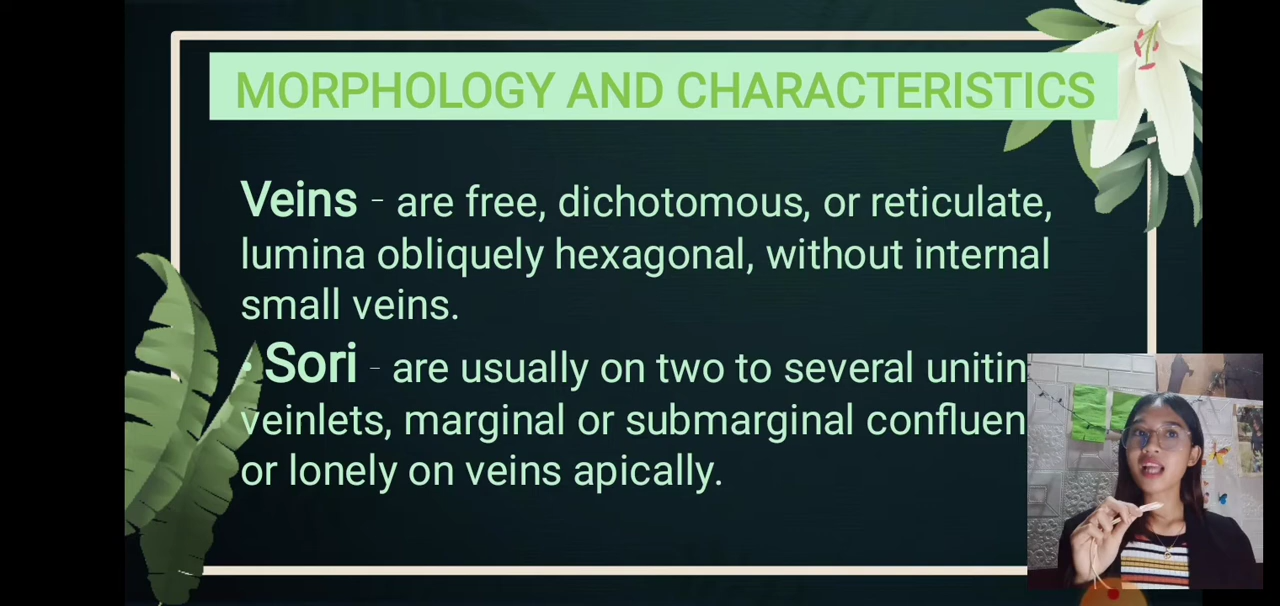 MORPHOLOGY AND CHARACTERISTICS
Veins - are free, dichotomous, or reticulate,
lumina obliquely hexagonal, without internal
small veins.
• Sori - are usually on two to several unitin
veinlets, marginal or submarginal confluen
or lonely on veins apically.